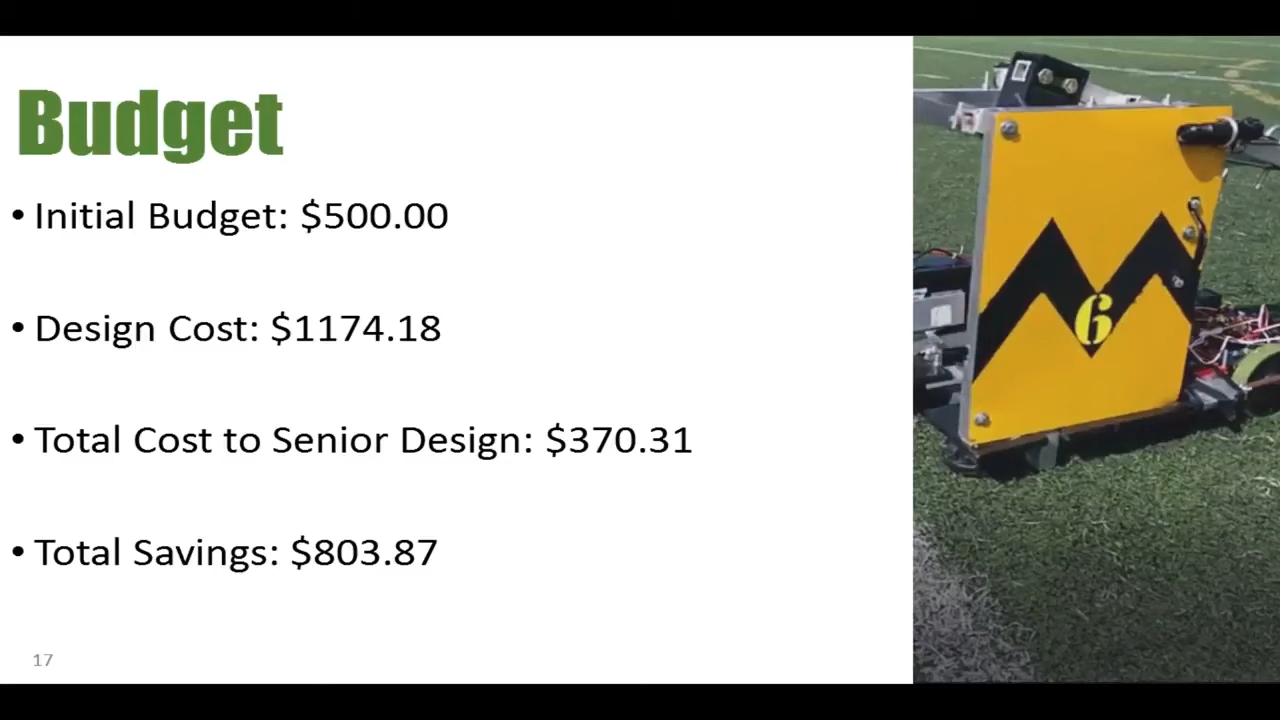 Budget
• Initial Budget: $500.00
• Design Cost: $1174.18
• Total Cost to Senior Design: $370.31
• Total Savings: $803.87
17
6